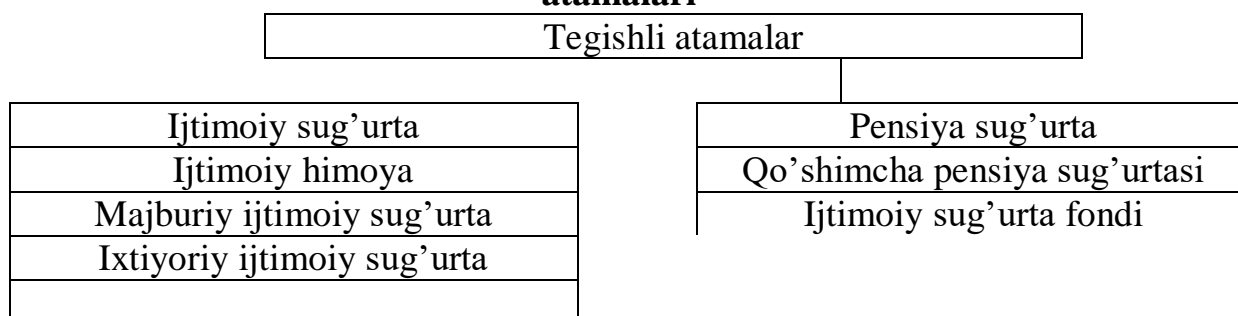 atamalari
Tegishli atamalar
Ijtimoiy sug’urta
Ijtimoiy himoya
Majburiy ijtimoiy sug’urta
Ixtiyoriy ijtimoiy sug’urta
Pensiya sug’urta
Qo’shimcha pensiya sug’urtasi
Ijtimoiy sug’urta fondi